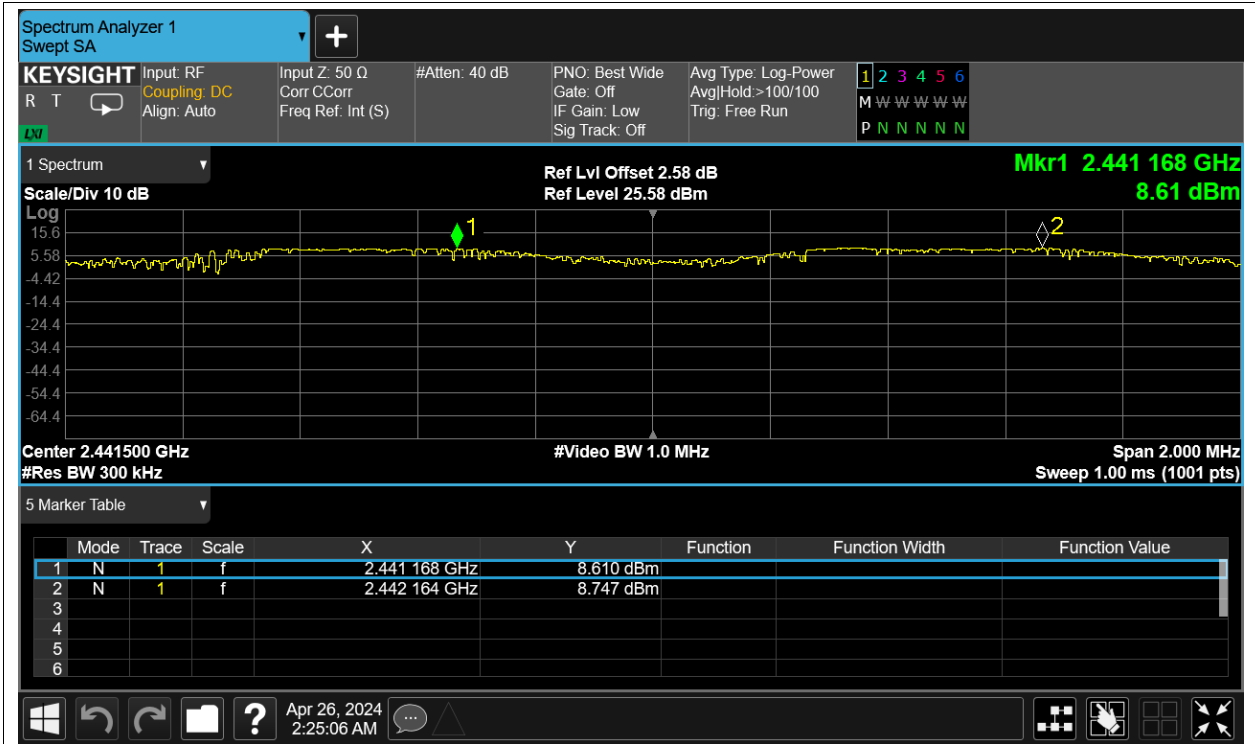 Spectrum Analyzer 1
Swept SA
KEYSIGHT
R T
LXI
Input: RF
Coupling: DC
Align: Auto
Input Z: 50 Ω
Corr CCorr
Freq Ref: Int (S)
#Atten: 40 dB
PNO: Best Wide
Gate: Off
IF Gain: Low
Sig Track: Off
Avg Type: Log-Power
Avg|Hold:>100/100
Trig: Free Run
1 2 3 4 5 6
M W W W W W
P N N N N N
1 Spectrum
Scale/Div 10 dB
Ref Lvl Offset 2.58 dB
Ref Level 25.58 dBm
Mkr1 2.441 168 GHz
8.61 dBm
Log
15.6
5.58
-4.42
-14.4
-24.4
-34.4
-44.4
-54.4
-64.4
1
2
Center 2.441500 GHz
#Res BW 300 kHz
#Video BW 1.0 MHz
Span 2.000 MHz
Sweep 1.00 ms (1001 pts)
5 Marker Table
Mode Trace Scale X Y Function Function Width Function Value
1 N 1 f 2.441 168 GHz 8.610 dBm
2 N 1 f 2.442 164 GHz 8.747 dBm
3
4
5
6
?
Apr 26, 2024
2:25:06 AM